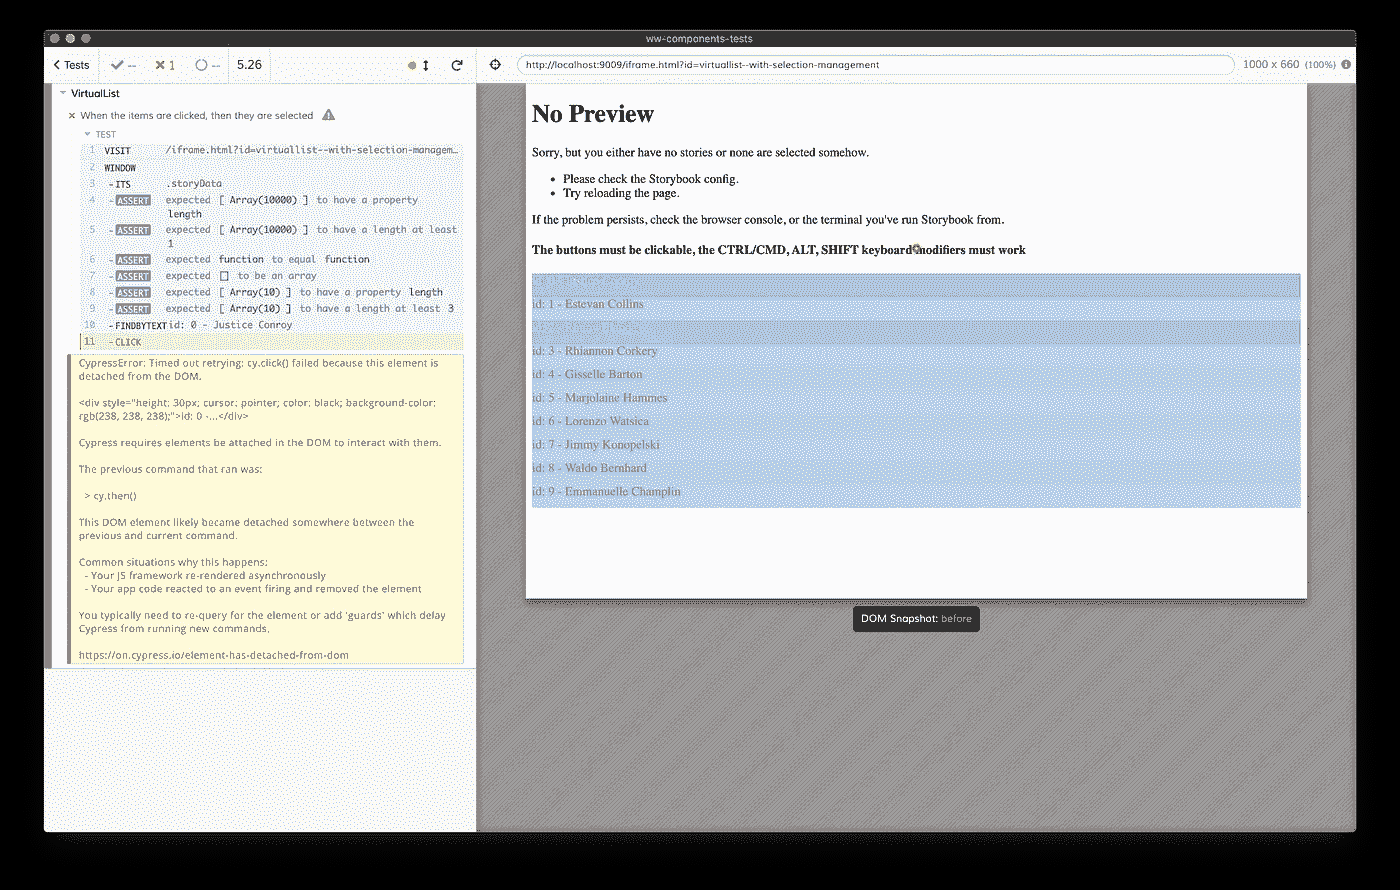 ww-components-tests
Tests
--
1
--
5.26
http://localhost:9009/iframe.html?id=virtuallist--with-selection-management
1000 x 660 (100%)
VirtualList
When the items are clicked, then they are selected
TEST
1 VISIT /iframe.html?id=virtuallist--with-selection-managem…
2 WINDOW
3 -ITS .storyData
4 -ASSERT expected [ Array(10000) ] to have a property
length
5 -ASSERT expected [ Array(10000) ] to have a length at least
1
6 -ASSERT expected function to equal function
7 -ASSERT expected [] to be an array
8 -ASSERT expected [ Array(10) ] to have a property length
9 -ASSERT expected [ Array(10) ] to have a length at least 3
10 -FINDBYTEXT id: 0 - Justice Conroy
11 -CLICK
CypressError: Timed out retrying: cy.click() failed because this element is
detached from the DOM.
<div style="height: 30px; cursor: pointer; color: black; background-color:
rgb(238, 238, 238);">id: 0 -...</div>
Cypress requires elements be attached in the DOM to interact with them.
The previous command that ran was:
> cy.then()
This DOM element likely became detached somewhere between the
previous and current command.
Common situations why this happens:
- Your JS framework re-rendered asynchronously
- Your app code reacted to an event firing and removed the element
You typically need to re-query for the element or add 'guards' which delay
Cypress from running new commands.
https://on.cypress.io/element-has-detached-from-dom
No Preview
Sorry, but you either have no stories or none are selected somehow.
• Please check the Storybook config.
• Try reloading the page.
If the problem persists, check the browser console, or the terminal you've run Storybook from.
The buttons must be clickable, the CTRL/CMD, ALT, SHIFT keyboard modifiers must work
id: 1 - Estevan Collins
id: 3 - Rhiannon Corkery
id: 4 - Gisselle Barton
id: 5 - Marjolaine Hammes
id: 6 - Lorenzo Watsica
id: 7 - Jimmy Konopelski
id: 8 - Waldo Bernhard
id: 9 - Emmanuelle Champlin
DOM Snapshot: before